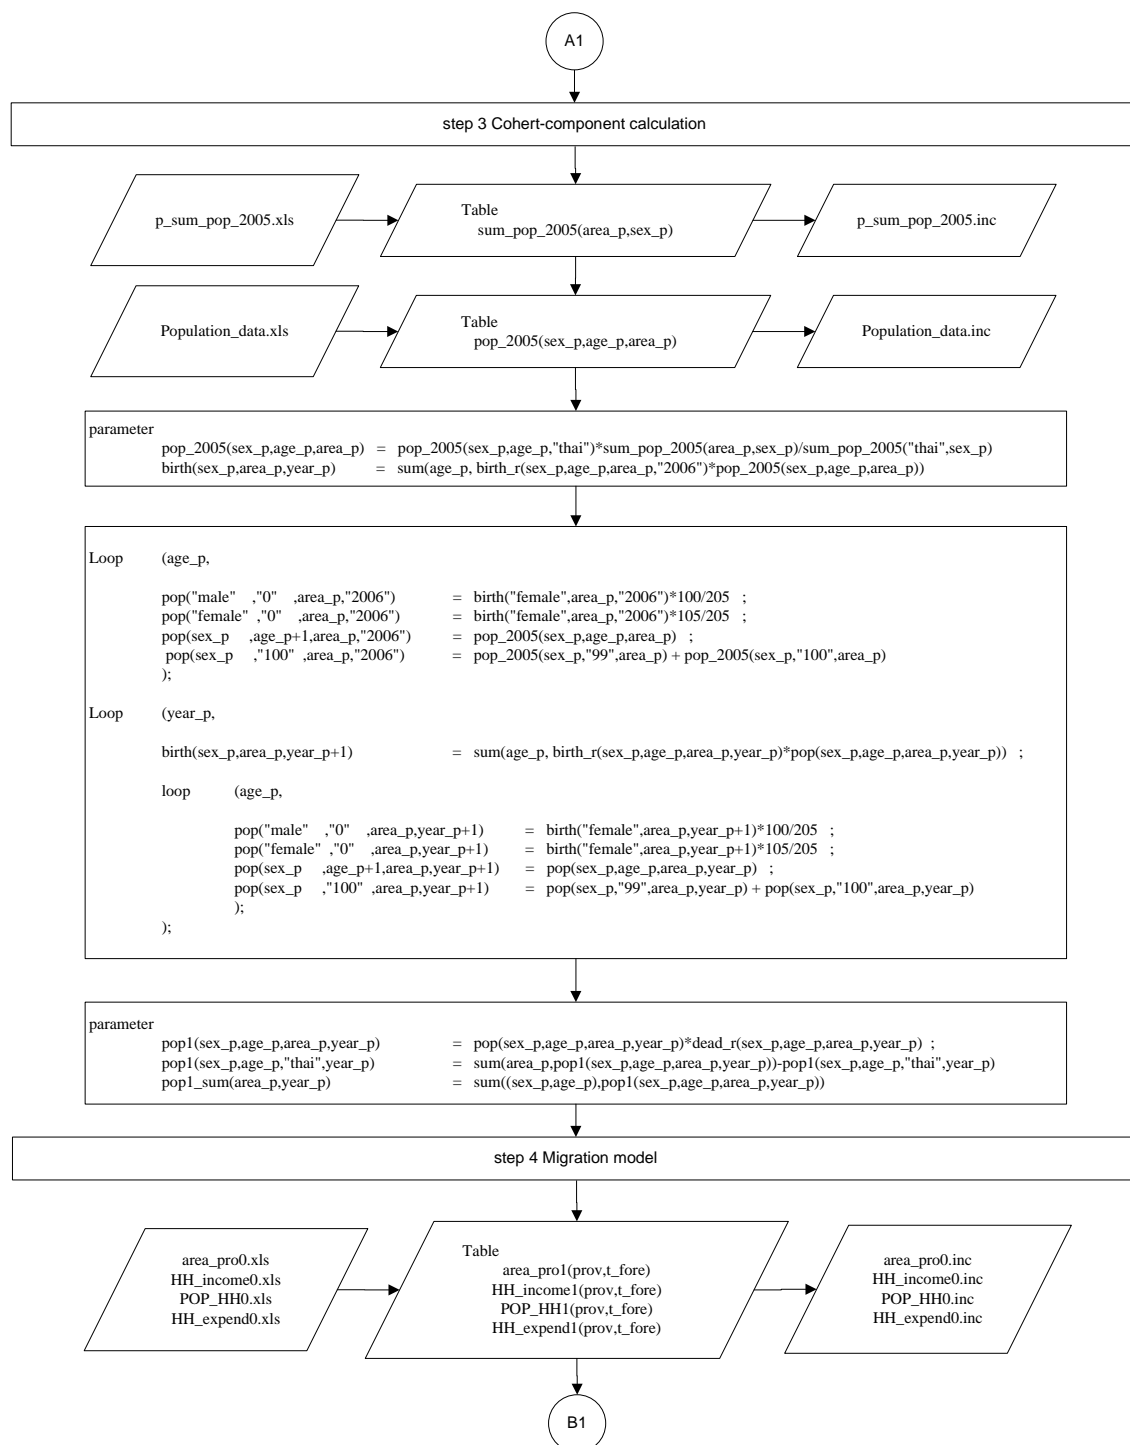 A1
step 3 Cohert-component calculation
p_sum_pop_2005.xls
Table
sum_pop_2005(area_p,sex_p)
p_sum_pop_2005.inc
Population_data.xls
Table
pop_2005(sex_p,age_p,area_p)
Population_data.inc
parameter
pop_2005(sex_p,age_p,area_p) = pop_2005(sex_p,age_p,"thai")*sum_pop_2005(area_p,sex_p)/sum_pop_2005("thai",sex_p)
birth(sex_p,area_p,year_p) = sum(age_p, birth_r(sex_p,age_p,area_p,"2006")*pop_2005(sex_p,age_p,area_p))
Loop (age_p,
pop("male" ,"0" ,area_p,"2006") = birth("female",area_p,"2006")*100/205 ;
pop("female" ,"0" ,area_p,"2006") = birth("female",area_p,"2006")*105/205 ;
pop(sex_p ,age_p+1,area_p,"2006") = pop_2005(sex_p,age_p,area_p) ;
pop(sex_p ,"100" ,area_p,"2006") = pop_2005(sex_p,"99",area_p) + pop_2005(sex_p,"100",area_p)
);
Loop (year_p,
birth(sex_p,area_p,year_p+1) = sum(age_p, birth_r(sex_p,age_p,area_p,year_p)*pop(sex_p,age_p,area_p,year_p)) ;
loop (age_p,
pop("male" ,"0" ,area_p,year_p+1) = birth("female",area_p,year_p+1)*100/205 ;
pop("female" ,"0" ,area_p,year_p+1) = birth("female",area_p,year_p+1)*105/205 ;
pop(sex_p ,age_p+1,area_p,year_p+1) = pop(sex_p,age_p,area_p,year_p) ;
pop(sex_p ,"100" ,area_p,year_p+1) = pop(sex_p,"99",area_p,year_p) + pop(sex_p,"100",area_p,year_p)
);
);
parameter
pop1(sex_p,age_p,area_p,year_p) = pop(sex_p,age_p,area_p,year_p)*dead_r(sex_p,age_p,area_p,year_p) ;
pop1(sex_p,age_p,"thai",year_p) = sum(area_p,pop1(sex_p,age_p,area_p,year_p))-pop1(sex_p,age_p,"thai",year_p)
pop1_sum(area_p,year_p) = sum((sex_p,age_p),pop1(sex_p,age_p,area_p,year_p))
step 4 Migration model
area_pro0.xls
HH_income0.xls
POP_HH0.xls
HH_expend0.xls
Table
area_pro1(prov,t_fore)
HH_income1(prov,t_fore)
POP_HH1(prov,t_fore)
HH_expend1(prov,t_fore)
area_pro0.inc
HH_income0.inc
POP_HH0.inc
HH_expend0.inc
B1